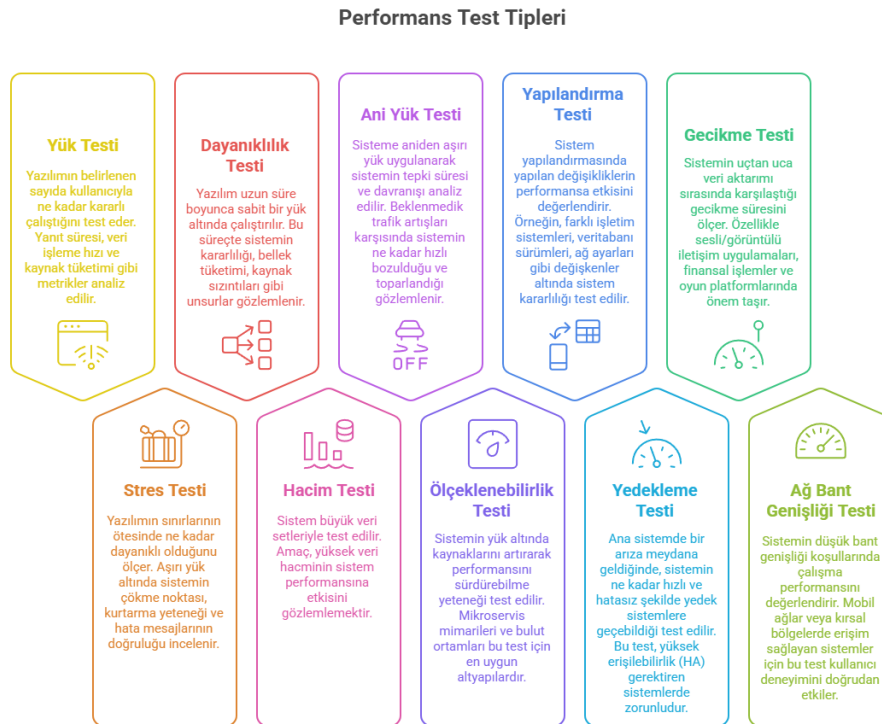 Performans Test Tipleri
Yük Testi
Yazılımın belirlenen
sayıda kullanıcıyla
ne kadar kararlı
çalıştığını test eder.
Yanıt süresi, veri
işleme hızı ve
kaynak tüketimi gibi
metrikler analiz
edilir.
Dayanıklılık
Testi
Yazılım uzun süre
boyunca sabit bir yük
altında çalıştırılır. Bu
süreçte sistemin
kararlılığı, bellek
tüketimi, kaynak
sızıntıları gibi
unsurlar gözlemlenir.
Ani Yük Testi
Sisteme aniden aşırı
yük uygulanarak
sistemin tepki süresi
ve davranışı analiz
edilir. Beklenmedik
trafik artışları
karşısında sistemin
ne kadar hızlı
bozulduğu ve
toparlandığı
gözlemlenir.
OFF
Yapılandırma
Testi
Sistem
yapılandırmasında
yapılan değişikliklerin
performansa etkisini
değerlendirir.
Örneğin, farklı işletim
sistemleri, veritabanı
sürümleri, ağ ayarları
gibi değişkenler
altında sistem
kararlılığı test edilir.
Gecikme Testi
Sistemin uçtan uca
veri aktarımı
sırasında karşılaştığı
gecikme süresini
ölçer. Özellikle
sesli/görüntülü
iletişim uygulamaları,
finansal işlemler ve
oyun platformlarında
önem taşır.
Stres Testi
Yazılımın sınırlarının
ötesinde ne kadar
dayanıklı olduğunu
ölçer. Aşırı yük
altında sistemin
çökme noktası,
kurtarma yeteneği ve
hata mesajlarının
doğruluğu incelenir.
Hacim Testi
Sistem büyük veri
setleriyle test edilir.
Amaç, yüksek veri
hacminin sistem
performansına
etkisini
gözlemlemektir.
Ölçeklenebilirlik
Testi
Sistemin yük altında
kaynaklarını artırarak
performansını
sürdürebilme
yeteneği test edilir.
Mikroservis
mimarileri ve bulut
ortamları bu test için
en uygun
altyapılardır.
Yedekleme
Testi
Ana sistemde bir
arıza meydana
geldiğinde, sistemin
ne kadar hızlı ve
hatasız şekilde yedek
sistemlere
geçebildiği test edilir.
Bu test, yüksek
erişilebilirlik (HA)
gerektiren
sistemlerde
zorunludur.
Ağ Bant
Genişliği Testi
Sistemin düşük bant
genişliği koşullarında
çalışma
performansını
değerlendirir. Mobil
ağlar veya kırsal
bölgelerde erişim
sağlayan sistemler
için bu test kullanıcı
deneyimini doğrudan
etkiler.